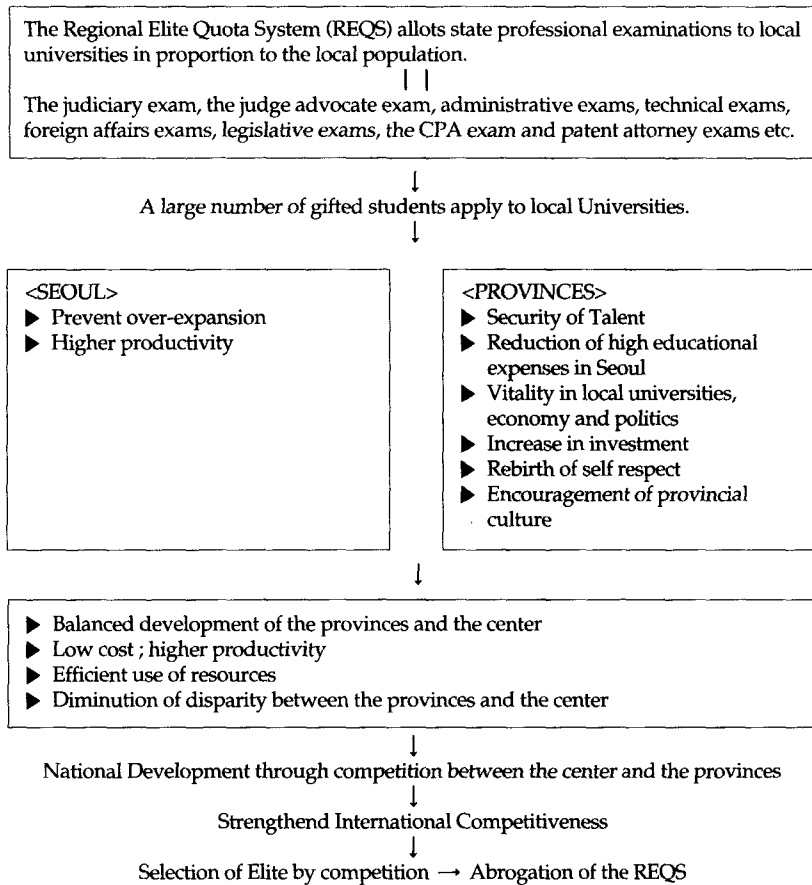 The Regional Elite Quota System (REQS) allots state professional examinations to local
universities in proportion to the local population.
The judiciary exam, the judge advocate exam, administrative exams, technical exams,
foreign affairs exams, legislative exams, the CPA exam and patent attorney exams etc.
↓
A large number of gifted students apply to local Universities.
↓
<SEOUL>
▶ Prevent over-expansion
▶ Higher productivity
<PROVINCES>
▶ Security of Talent
▶ Reduction of high educational
expenses in Seoul
▶ Vitality in local universities,
economy and politics
▶ Increase in investment
▶ Rebirth of self respect
▶ Encouragement of provincial
culture
↓
▶ Balanced development of the provinces and the center
▶ Low cost ; higher productivity
▶ Efficient use of resources
▶ Diminution of disparity between the provinces and the center
↓
National Development through competition between the center and the provinces
↓
Strengthend International Competitiveness
↓
Selection of Elite by competition → Abrogation of the REQS